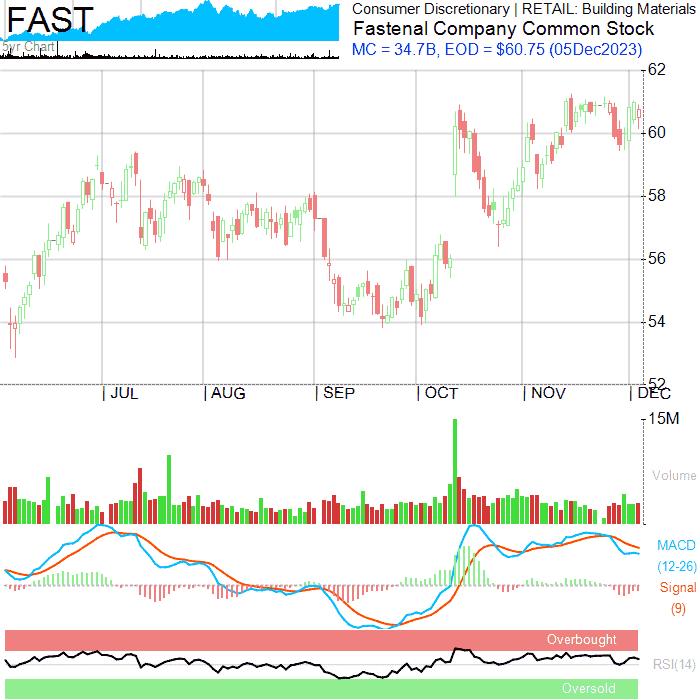 FAST
5yr Chart
Consumer Discretionary | RETAIL: Building Materials
Fastenal Company Common Stock
MC = 34.7B, EOD = $60.75 (05Dec2023)
62
60
58
56
54
52
| JUL | AUG | SEP | OCT | NOV | DEC
15M
Volume
MACD
(12-26)
Signal
(9)
Overbought
RSI(14)
Oversold